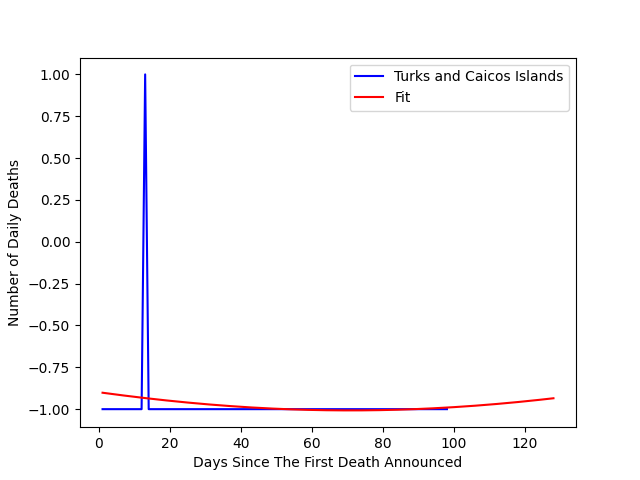 Turks and Caicos Islands
Fit
1.00
0.75
0.50
0.25
0.00
−0.25
−0.50
−0.75
−1.00
Number of Daily Deaths
0 20 40 60 80 100 120
Days Since The First Death Announced